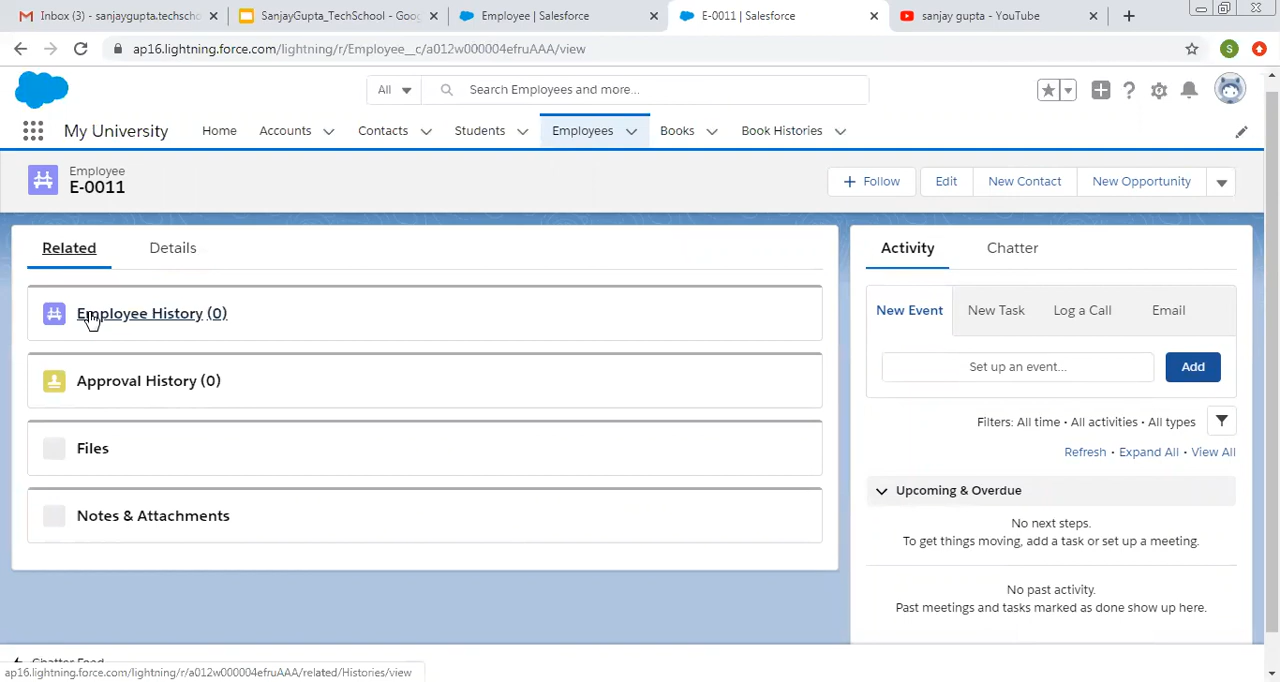 Inbox (3) - sanjaygupta.techscho
SanjayGupta_TechSchool - Goog
Employee | Salesforce
E-0011 | Salesforce
sanjay gupta - YouTube
ap16.lightning.force.com/lightning/r/Employee__c/a012w000004efruAAA/view
S
All
Search Employees and more...
My University
Home
Accounts
Contacts
Students
Employees
Books
Book Histories
Employee
E-0011
Follow
Edit
New Contact
New Opportunity
Related
Details
Activity
Chatter
Employee History (0)
New Event
New Task
Log a Call
Email
Set up an event...
Add
Approval History (0)
Filters: All time • All activities • All types
Files
Refresh • Expand All • View All
Upcoming & Overdue
Notes & Attachments
No next steps.
To get things moving, add a task or set up a meeting.
No past activity.
Past meetings and tasks marked as done show up here.
Chatter Feed
ap16.lightning.force.com/lightning/r/a012w000004efruAAA/related/Histories/view